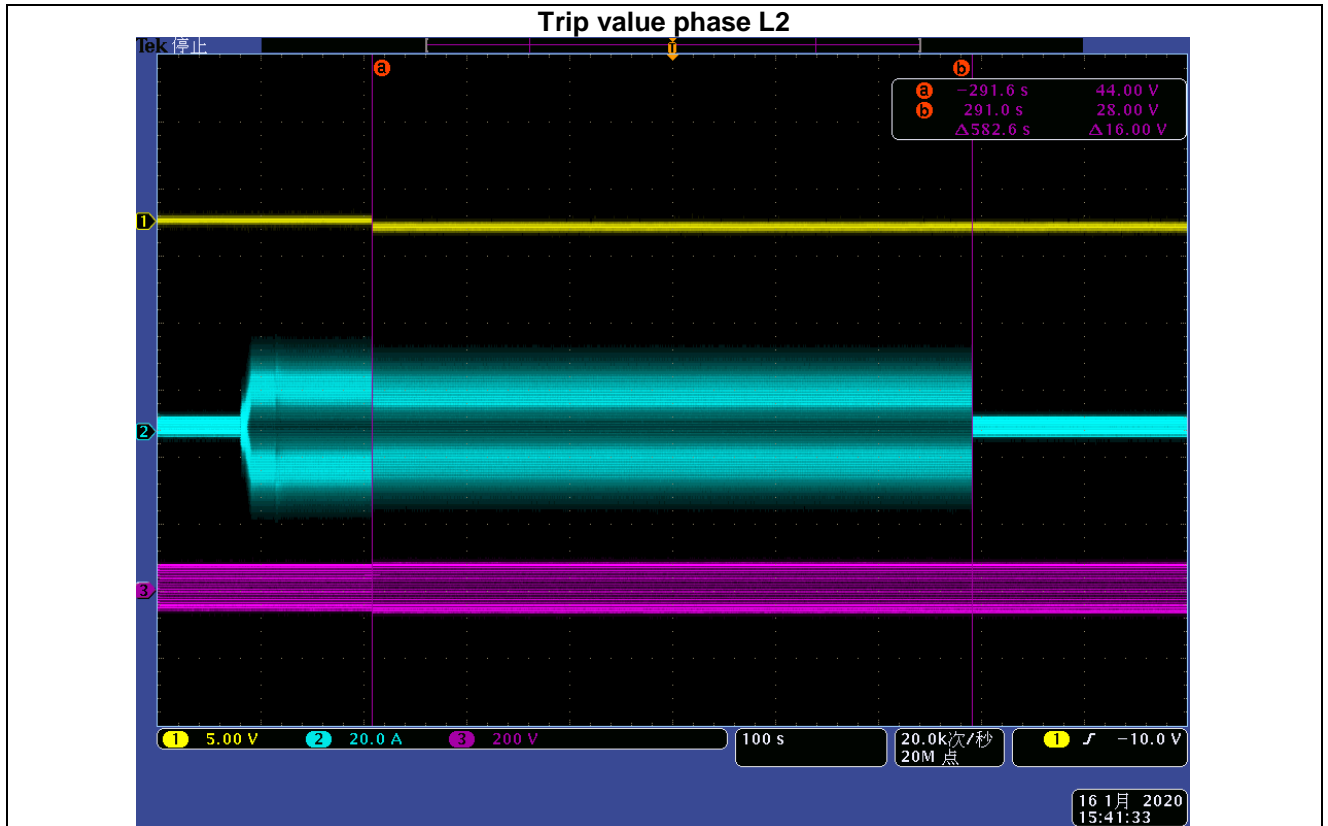 Trip value phase L2
Tek 停止
T
a b
a −291.6 s 44.00 V
b 291.0 s 28.00 V
△582.6 s △16.00 V
1
2
3
1 5.00 V 2 20.0 A 3 200 V
100 s
20.0k次/秒
20M 点
1 −10.0 V
16 1月 2020
15:41:33